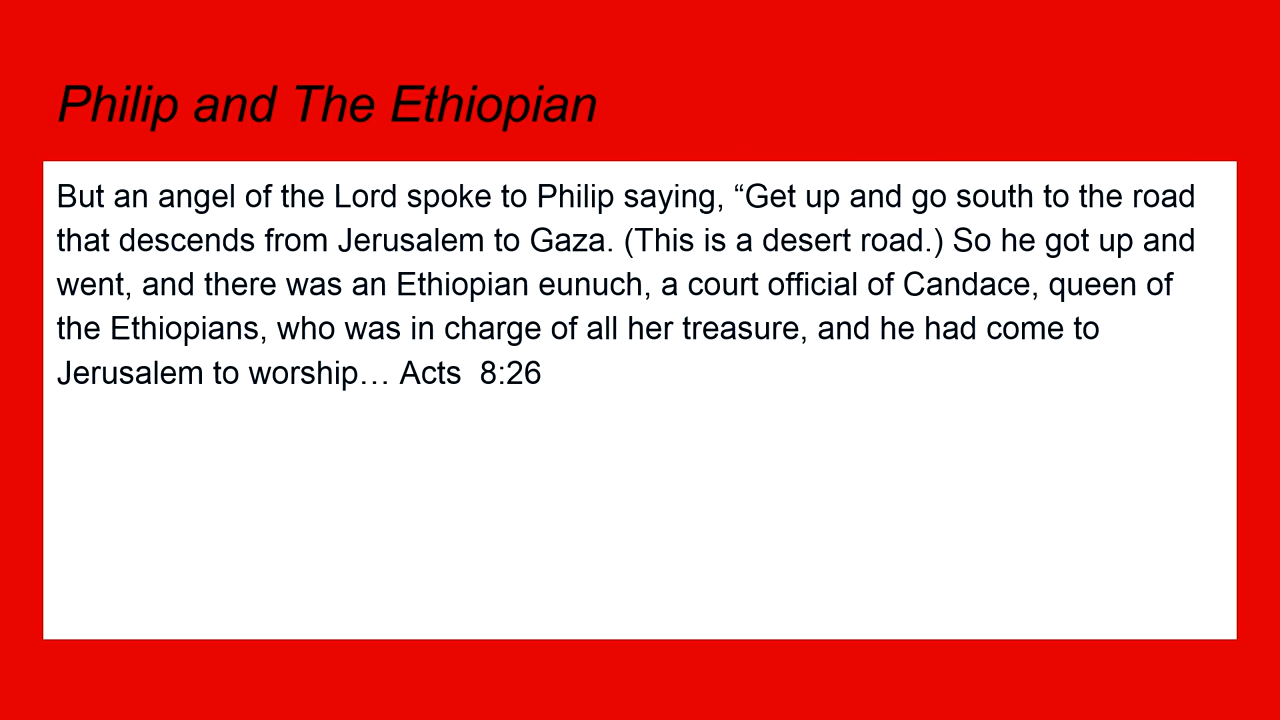 Philip and The Ethiopian
But an angel of the Lord spoke to Philip saying, “Get up and go south to the road
that descends from Jerusalem to Gaza. (This is a desert road.) So he got up and
went, and there was an Ethiopian eunuch, a court official of Candace, queen of
the Ethiopians, who was in charge of all her treasure, and he had come to
Jerusalem to worship… Acts  8:26